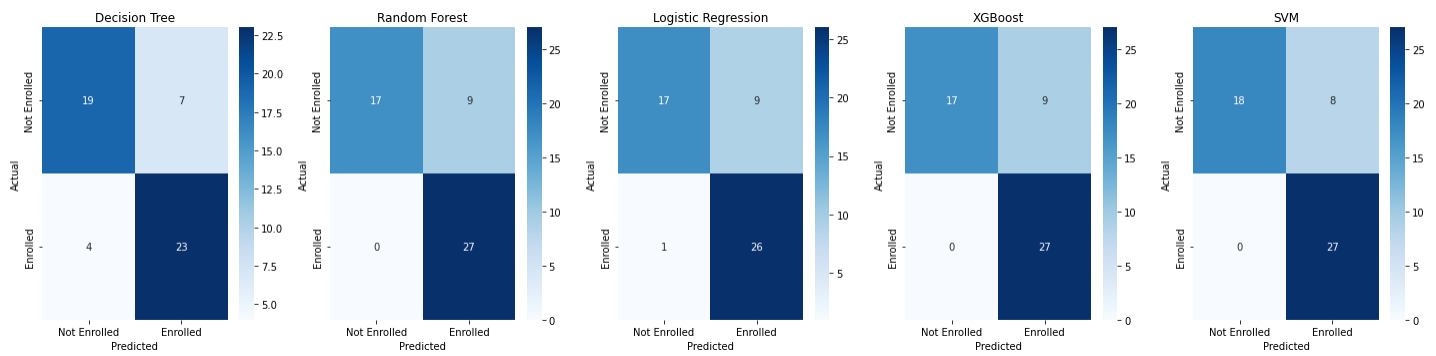 Decision Tree
Not Enrolled
Enrolled
Actual
19
7
4
23
Not Enrolled
Enrolled
Predicted
22.5
20.0
17.5
15.0
12.5
10.0
7.5
5.0
Random Forest
Not Enrolled
Enrolled
Actual
17
9
0
27
Not Enrolled
Enrolled
Predicted
25
20
15
10
5
0
Logistic Regression
Not Enrolled
Enrolled
Actual
17
9
1
26
Not Enrolled
Enrolled
Predicted
25
20
15
10
5
XGBoost
Not Enrolled
Enrolled
Actual
17
9
0
27
Not Enrolled
Enrolled
Predicted
25
20
15
10
5
0
SVM
Not Enrolled
Enrolled
Actual
18
8
0
27
Not Enrolled
Enrolled
Predicted
25
20
15
10
5
0